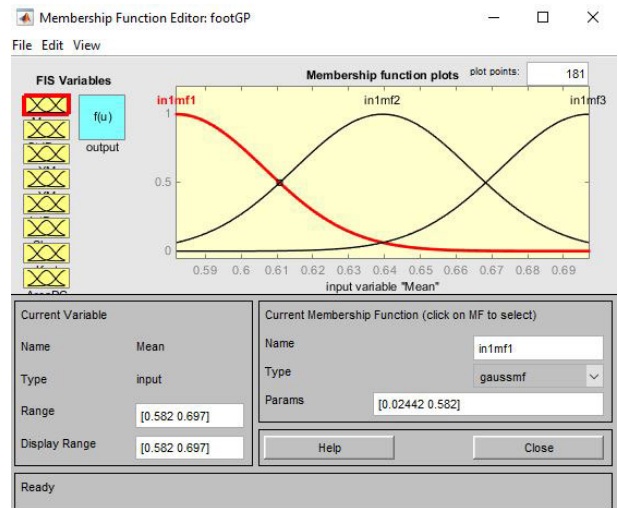 Membership Function Editor: footGP
File Edit View
FIS Variables
f(u)
output
Membership function plots plot points: 181
in1mf1 in1mf2 in1mf3
1
0.5
0
0.59 0.6 0.61 0.62 0.63 0.64 0.65 0.66 0.67 0.68 0.69
input variable "Mean"
Current Variable
Name Mean
Type input
Range [0.582 0.697]
Display Range [0.582 0.697]
Current Membership Function (click on MF to select)
Name in1mf1
Type gaussmf
Params [0.02442 0.582]
Help Close
Ready